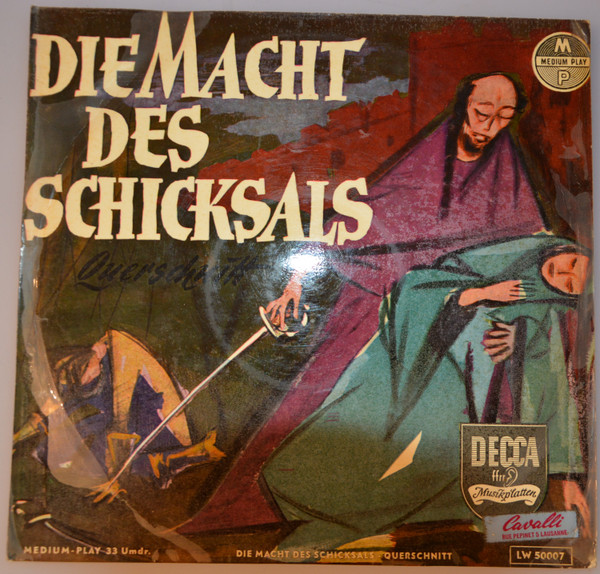 DIE MACHT
DES
SCHICKSALS
Querschnitt
M
MEDIUM PLAY
P
DECCA
ffrr
Musikplatten
Cavalli
RUE PEPINET 5 LAUSANNE
MEDIUM-PLAY 33 Umdr.
DIE MACHT DES SCHICKSALS · QUERSCHNITT
LW 50007